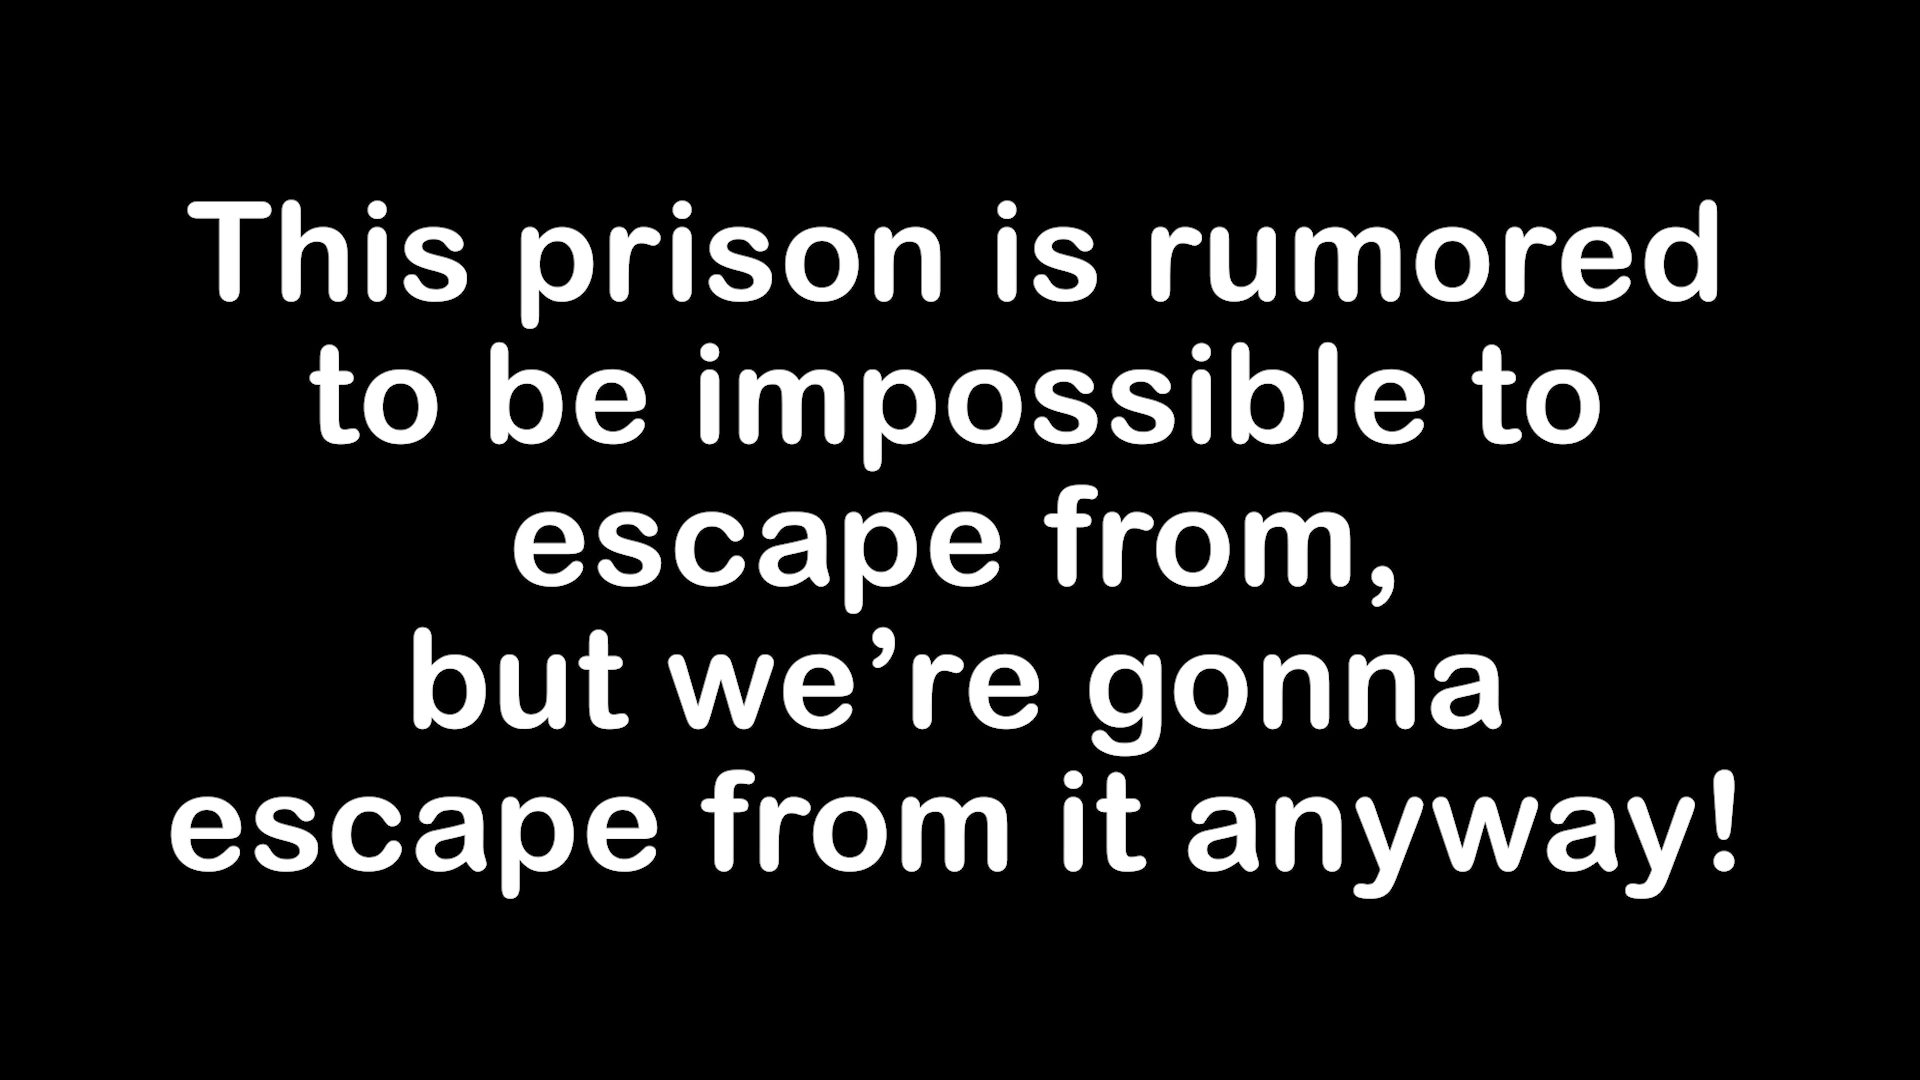 This prison is rumored
to be impossible to
escape from,
but we’re gonna
escape from it anyway!